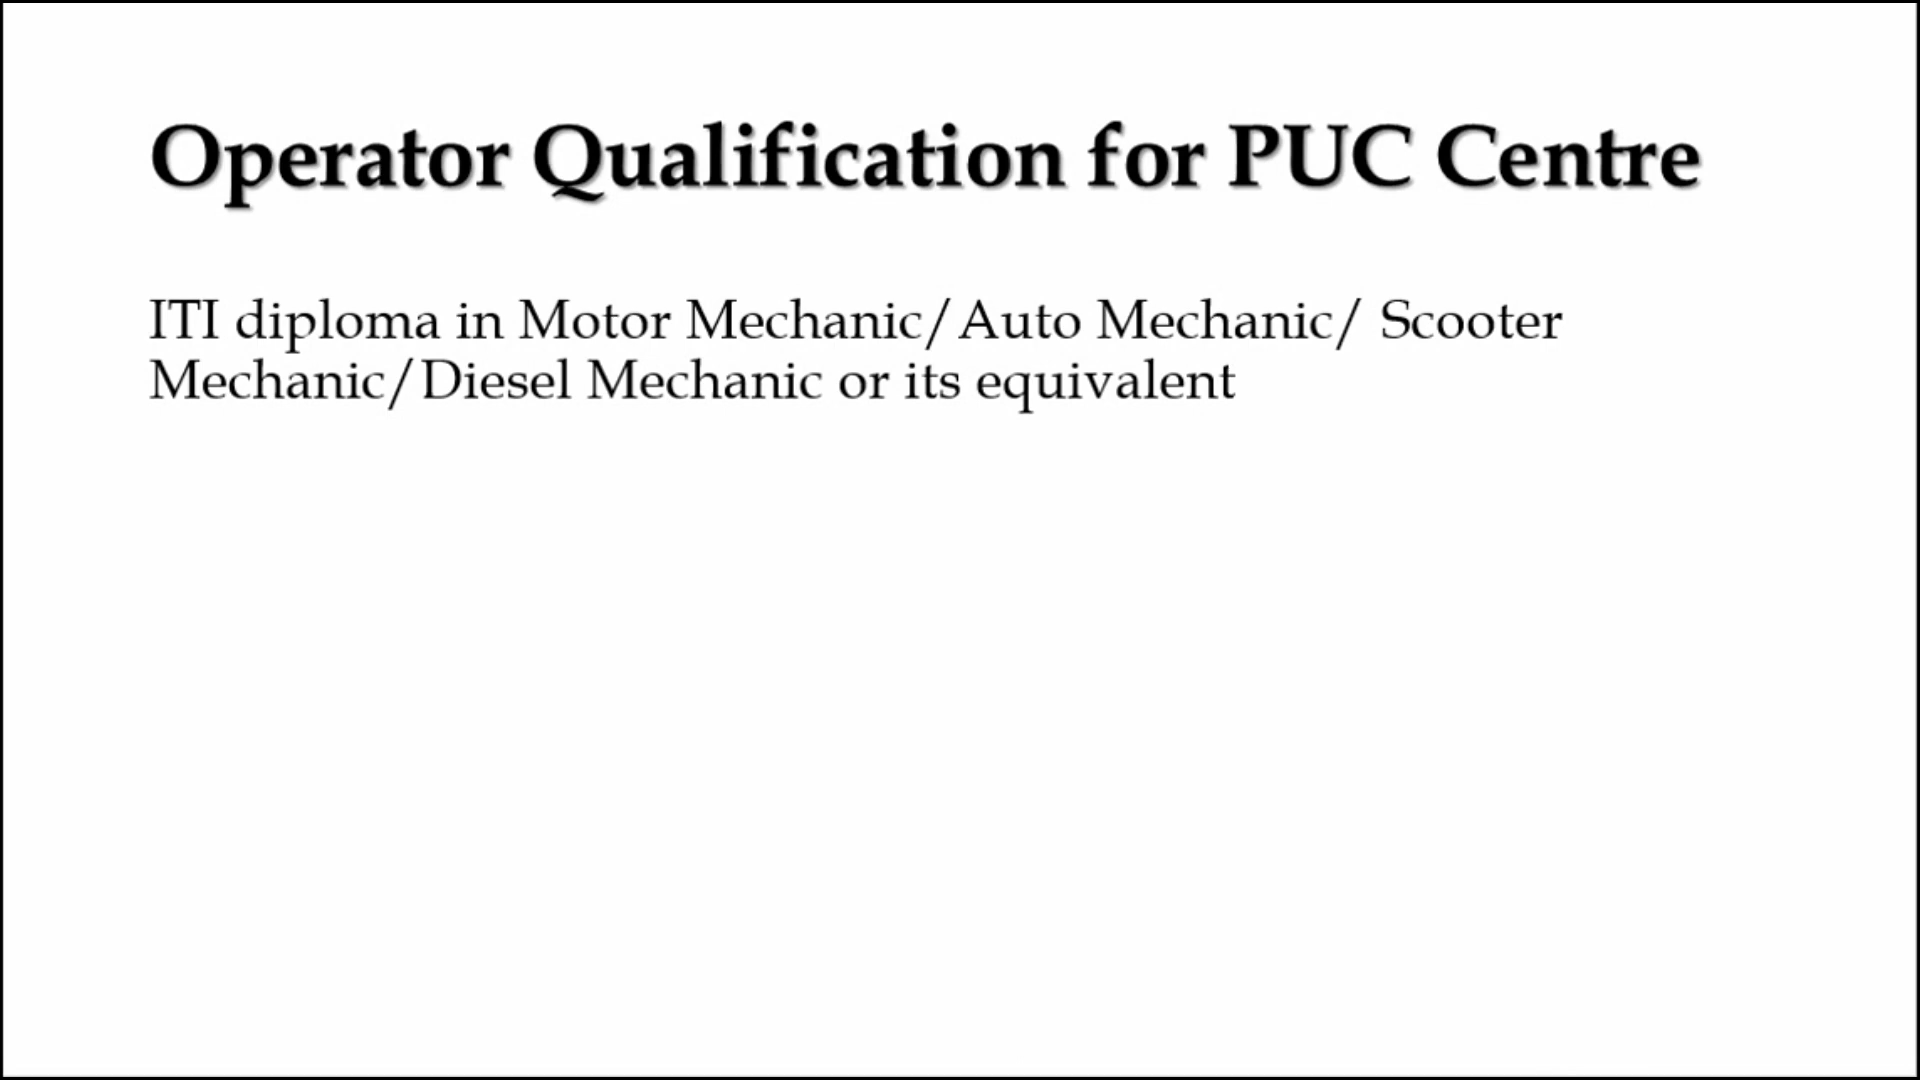 Operator Qualification for PUC Centre
ITI diploma in Motor Mechanic/Auto Mechanic/ Scooter
Mechanic/Diesel Mechanic or its equivalent